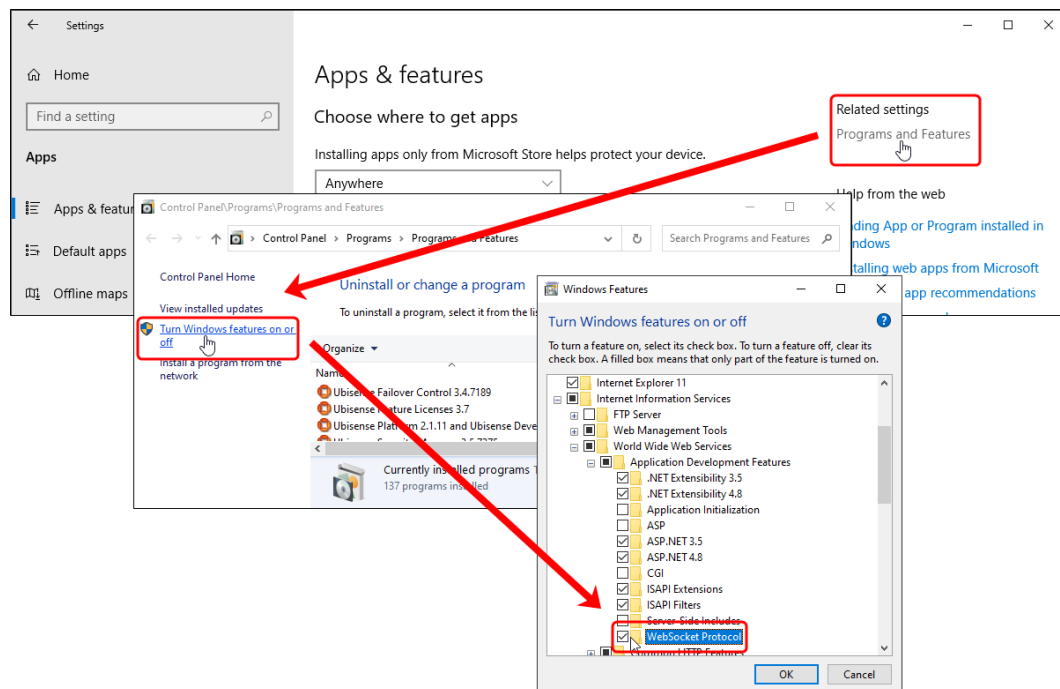 Settings
Home
Find a setting
Apps
Apps & featur
Default apps
Offline maps
Apps & features
Choose where to get apps
Installing apps only from Microsoft Store helps protect your device.
Anywhere
Related settings
Programs and Features
lp from the web
ding App or Program installed in
ndows
talling web apps from Microsoft
app recommendations
Control Panel\Programs\Programs and Features
Control Panel > Programs > Programs and Features
Search Programs and Features
Control Panel Home
View installed updates
Turn Windows features on or
off
Install a program from the
network
Uninstall or change a program
To uninstall a program, select it from the lis
Organize
Name
Ubisense Failover Control 3.4.7189
Ubisense Feature Licenses 3.7
Ubisense Platform 2.1.11 and Ubisense Deve
Currently installed programs
137 programs installed
Windows Features
Turn Windows features on or off
To turn a feature on, select its check box. To turn a feature off, clear its
check box. A filled box means that only part of the feature is turned on.
Internet Explorer 11
Internet Information Services
FTP Server
Web Management Tools
World Wide Web Services
Application Development Features
.NET Extensibility 3.5
.NET Extensibility 4.8
Application Initialization
ASP
ASP.NET 3.5
ASP.NET 4.8
CGI
ISAPI Extensions
ISAPI Filters
Server-Side Includes
WebSocket Protocol
Common HTTP Features
OK
Cancel